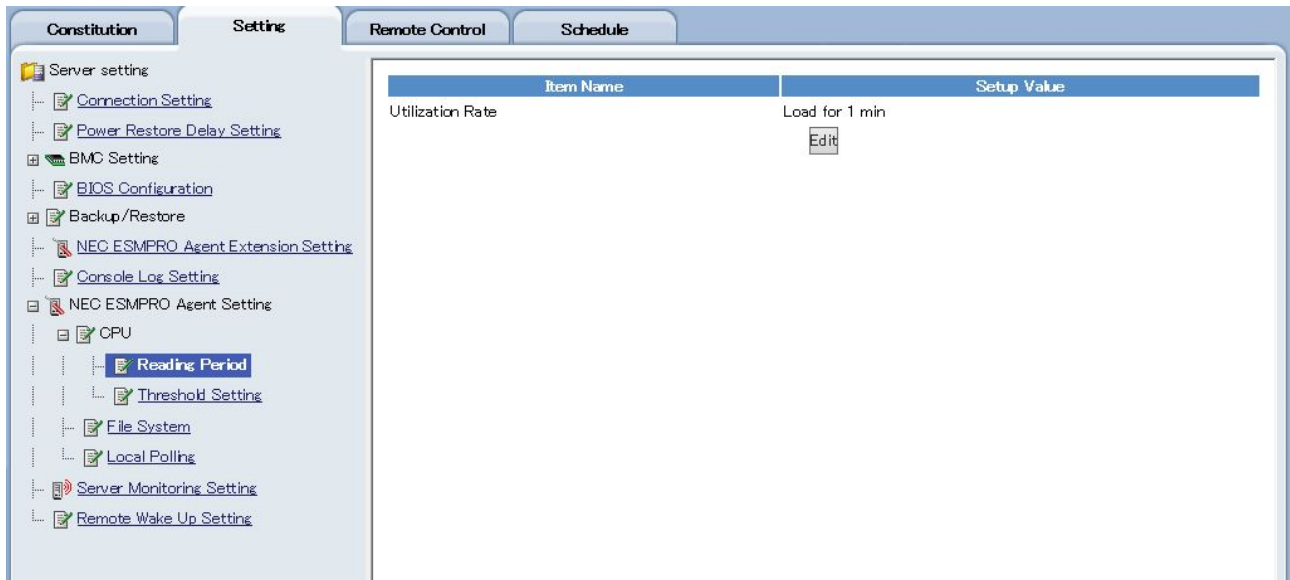 Constitution Setting Remote Control Schedule
Server setting
Connection Setting
Power Restore Delay Setting
BMC Setting
BIOS Configuration
Backup/Restore
NEC ESMPRO Agent Extension Setting
Console Log Setting
NEC ESMPRO Agent Setting
CPU
Reading Period
Threshold Setting
File System
Local Polling
Server Monitoring Setting
Remote Wake Up Setting
Item Name Setup Value
Utilization Rate Load for 1 min
Edit